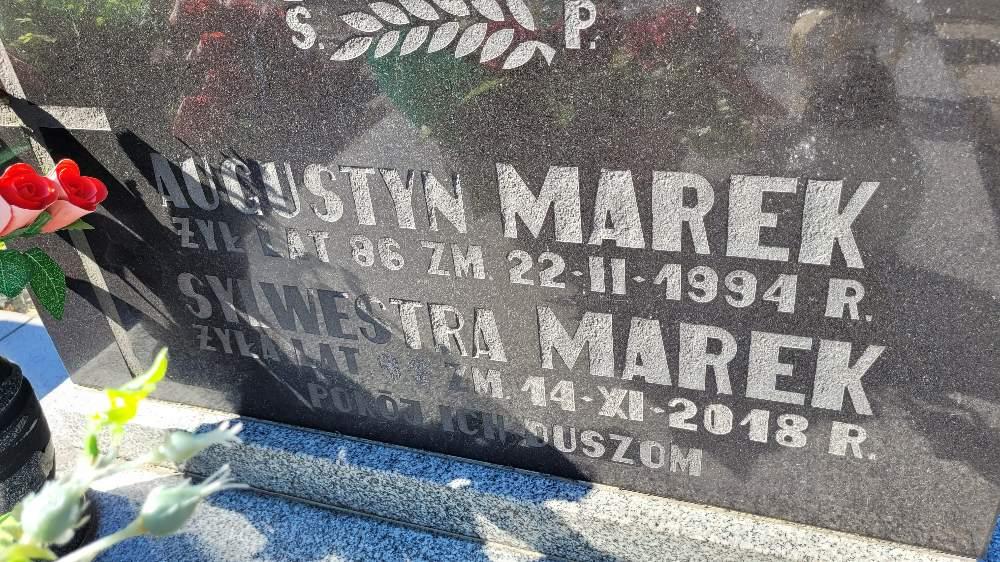 Ś. P.
AUGUSTYN MAREK
ŻYŁ LAT 86 ZM. 22-II-1994 R.
SYLWESTRA MAREK
ŻYŁA LAT ZM. 14-XI-2018 R.
POKÓJ ICH DUSZOM